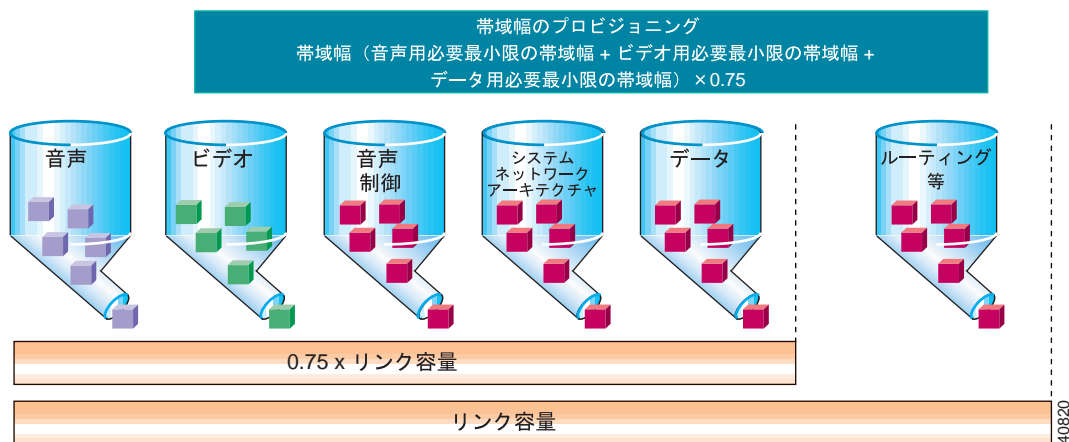 帯域幅のプロビジョニング
帯域幅（音声用必要最小限の帯域幅 + ビデオ用必要最小限の帯域幅 +
データ用必要最小限の帯域幅）×0.75
音声
ビデオ
音声
制御
システム
ネットワーク
アーキテクチャ
データ
ルーティング
等
0.75 x リンク容量
リンク容量
40820